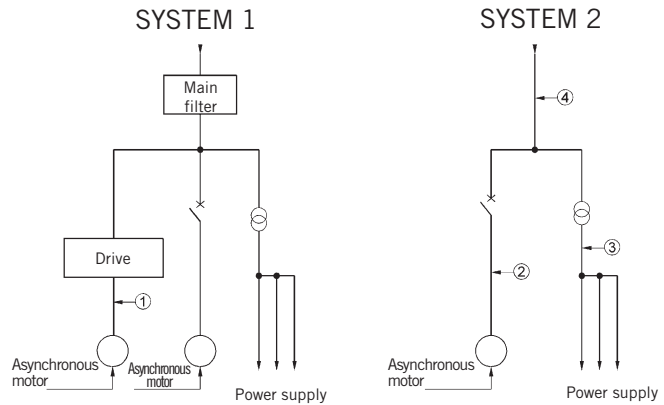 SYSTEM 1
Main
filter
Drive
1
Asynchronous
motor
Asynchronous
motor
Power supply
SYSTEM 2
4
3
2
Asynchronous
motor
Power supply